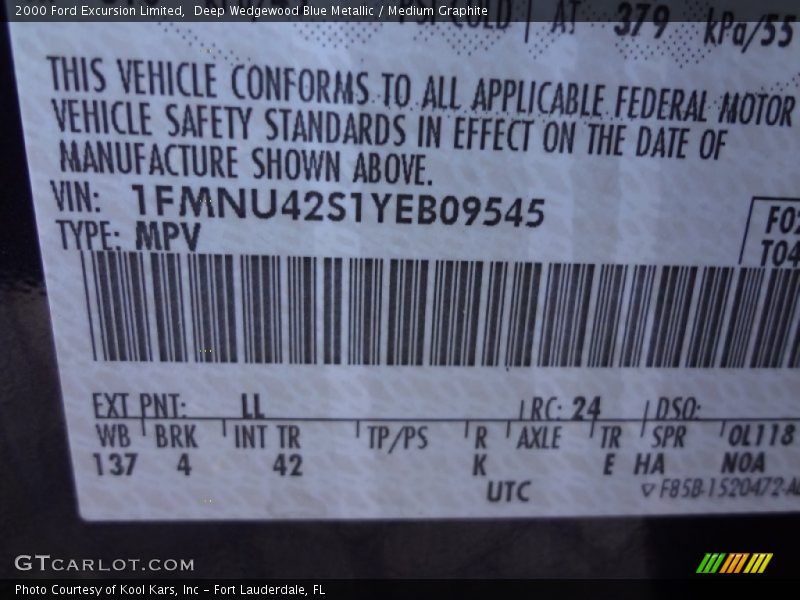 2000 Ford Excursion Limited,  Deep Wedgewood Blue Metallic / Medium Graphite
PSI COLD AT 379 kPa/55
THIS VEHICLE CONFORMS TO ALL APPLICABLE FEDERAL MOTOR
VEHICLE SAFETY STANDARDS IN EFFECT ON THE DATE OF
MANUFACTURE SHOWN ABOVE.
VIN: 1FMNU42S1YEB09545
TYPE: MPV
EXT PNT: LL RC: 24 DSO:
WB BRK INT TR TP/PS R AXLE TR SPR OL118
137 4 42 K E HA NOA
UTC ▽ F85B-1520472-A
GTCARLOT.COM
Photo Courtesy of Kool Kars, Inc – Fort Lauderdale, FL